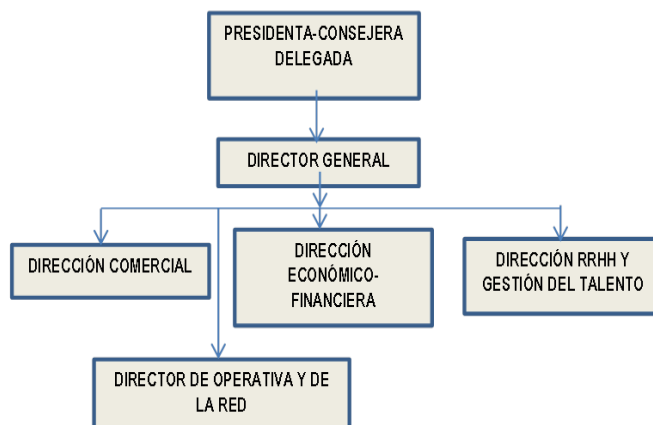 PRESIDENTA-CONSEJERA
DELEGADA
DIRECTOR GENERAL
DIRECCIÓN COMERCIAL
DIRECCIÓN
ECONÓMICO-
FINANCIERA
DIRECCIÓN RRHH Y
GESTIÓN DEL TALENTO
DIRECTOR DE OPERATIVA Y DE
LA RED